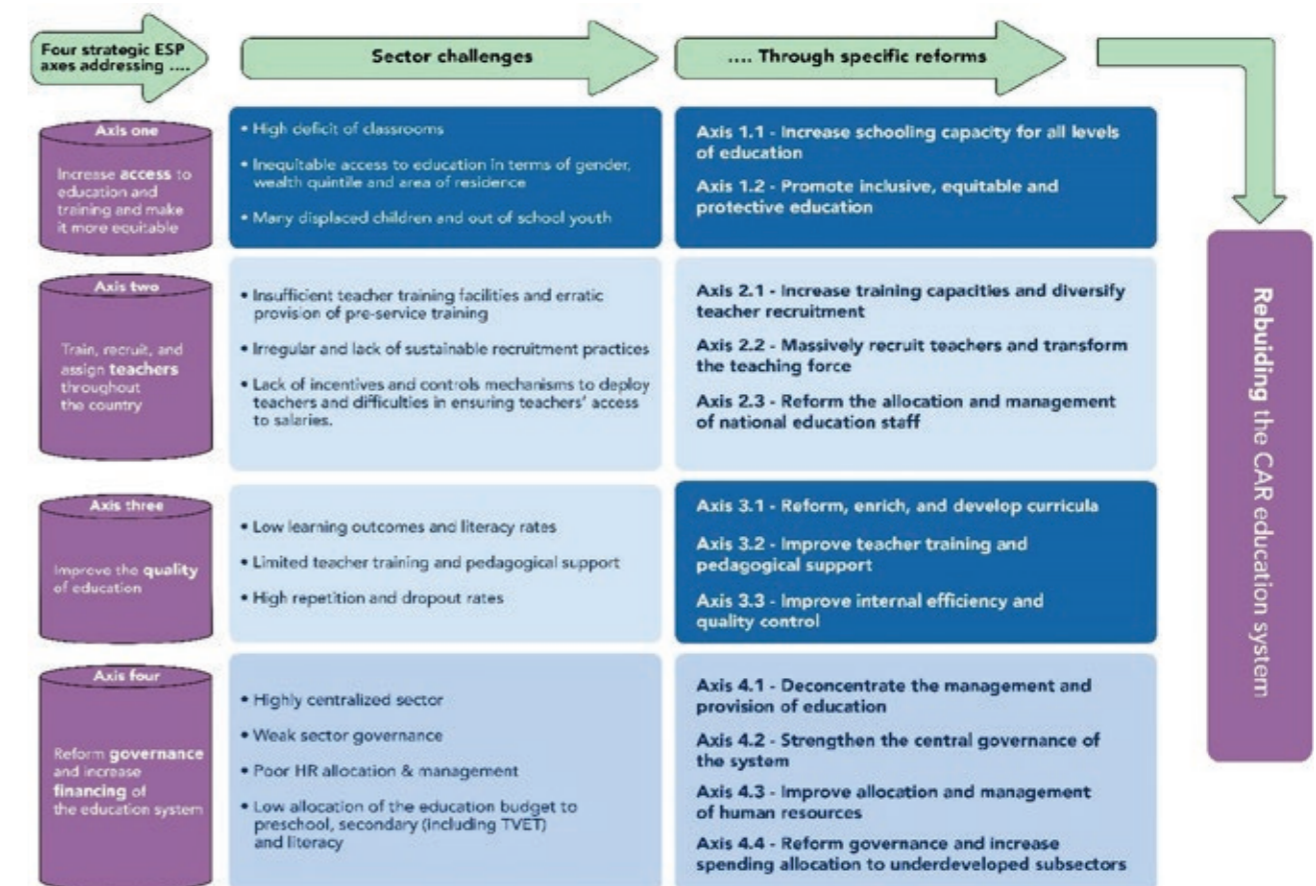 Four strategic ESP
axes addressing ....
Sector challenges
.... Through specific reforms
Axis one
Increase access to
education and
training and make
it more equitable
• High deficit of classrooms
• Inequitable access to education in terms of gender,
wealth quintile and area of residence
• Many displaced children and out of school youth
Axis 1.1 - Increase schooling capacity for all levels
of education
Axis 1.2 - Promote inclusive, equitable and
protective education
Axis two
Train, recruit, and
assign teachers
throughout
the country
• Insufficient teacher training facilities and erratic
provision of pre-service training
• Irregular and lack of sustainable recruitment practices
• Lack of incentives and controls mechanisms to deploy
teachers and difficulties in ensuring teachers' access
to salaries.
Axis 2.1 - Increase training capacities and diversify
teacher recruitment
Axis 2.2 - Massively recruit teachers and transform
the teaching force
Axis 2.3 - Reform the allocation and management
of national education staff
Axis three
Improve the quality
of education
• Low learning outcomes and literacy rates
• Limited teacher training and pedagogical support
• High repetition and dropout rates
Axis 3.1 - Reform, enrich, and develop curricula
Axis 3.2 - Improve teacher training and
pedagogical support
Axis 3.3 - Improve internal efficiency and
quality control
Axis four
Reform governance
and increase
financing of
the education system
• Highly centralized sector
• Weak sector governance
• Poor HR allocation & management
• Low allocation of the education budget to
preschool, secondary (including TVET)
and literacy
Axis 4.1 - Deconcentrate the management and
provision of education
Axis 4.2 - Strengthen the central governance of
the system
Axis 4.3 - Improve allocation and management
of human resources
Axis 4.4 - Reform governance and increase
spending allocation to underdeveloped subsectors
Rebuiding the CAR education system